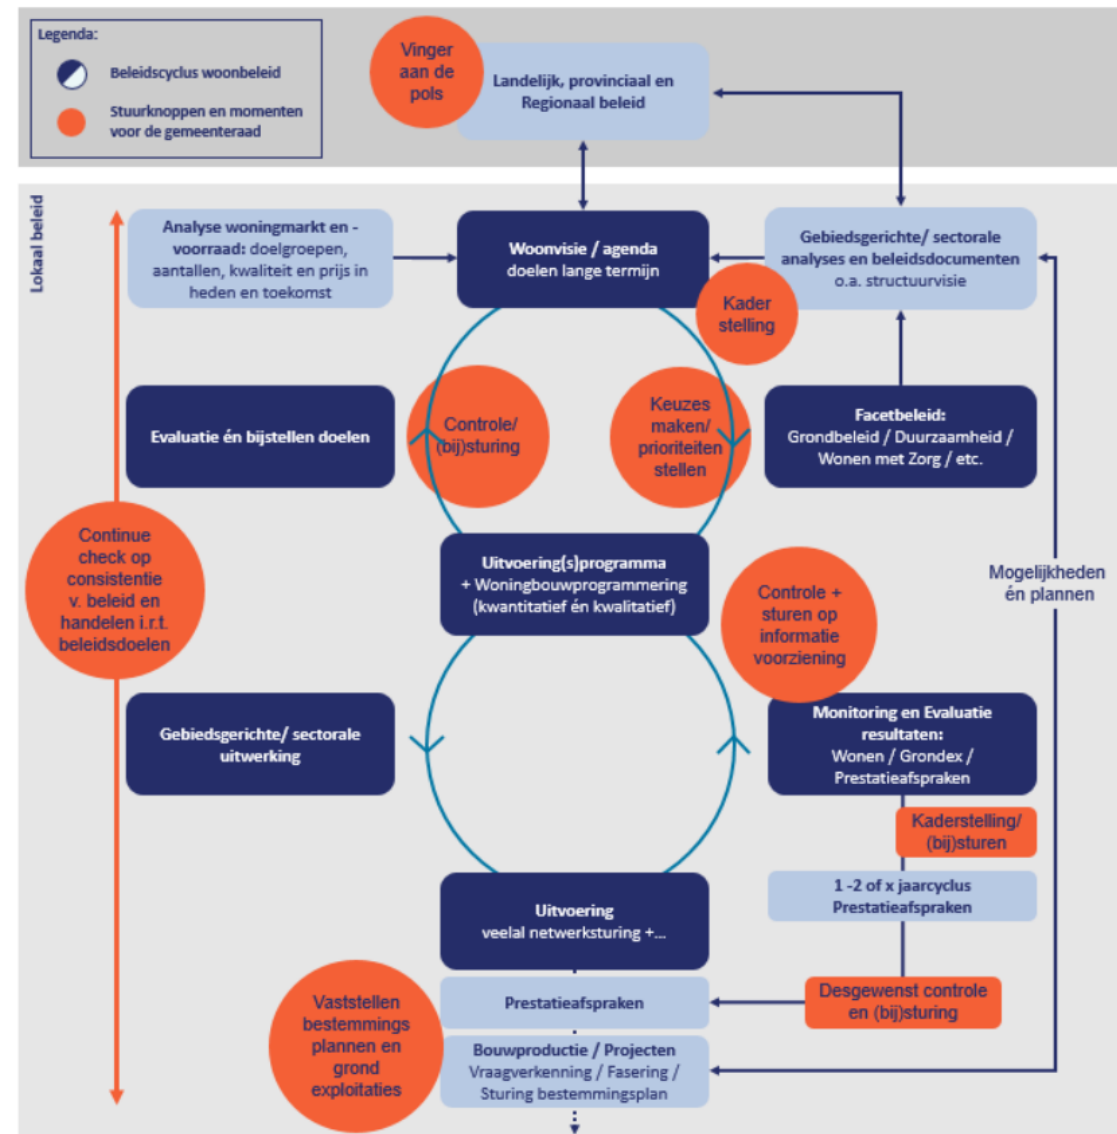 Legenda:
Beleidscyclus woonbeleid
Stuurknoppen en momenten
voor de gemeenteraad
Vinger
aan de
pols
Landelijk, provinciaal en
Regionaal beleid
Lokaal beleid
Analyse woningmarkt en -
voorraad: doelgroepen,
aantallen, kwaliteit en prijs in
heden en toekomst
Woonvisie / agenda
doelen lange termijn
Gebiedsgerichte/ sectorale
analyses en beleidsdocumenten
o.a. structuurvisie
Kader
stelling
Evaluatie én bijstellen doelen
Controle/
(bij)sturing
Keuzes
maken/
prioriteiten
stellen
Facetbeleid:
Grondbeleid / Duurzaamheid /
Wonen met Zorg / etc.
Continue
check op
consistentie
v. beleid en
handelen i.r.t.
beleidsdoelen
Uitvoering(s)programma
+ Woningbouwprogrammering
(kwantitatief én kwalitatief)
Controle +
sturen op
informatie
voorziening
Mogelijkheden
én plannen
Gebiedsgerichte/ sectorale
uitwerking
Monitoring en Evaluatie
resultaten:
Wonen / Grondex /
Prestatieafspraken
Kaderstelling/
(bij)sturen
1 -2 of x jaarcyclus
Prestatieafspraken
Uitvoering
veelal netwerksturing +...
Vaststellen
bestemmings
plannen en
grond
exploitaties
Prestatieafspraken
Desgewenst controle
en (bij)sturing
Bouwproductie / Projecten
Vraagverkenning / Fasering /
Sturing bestemmingsplan